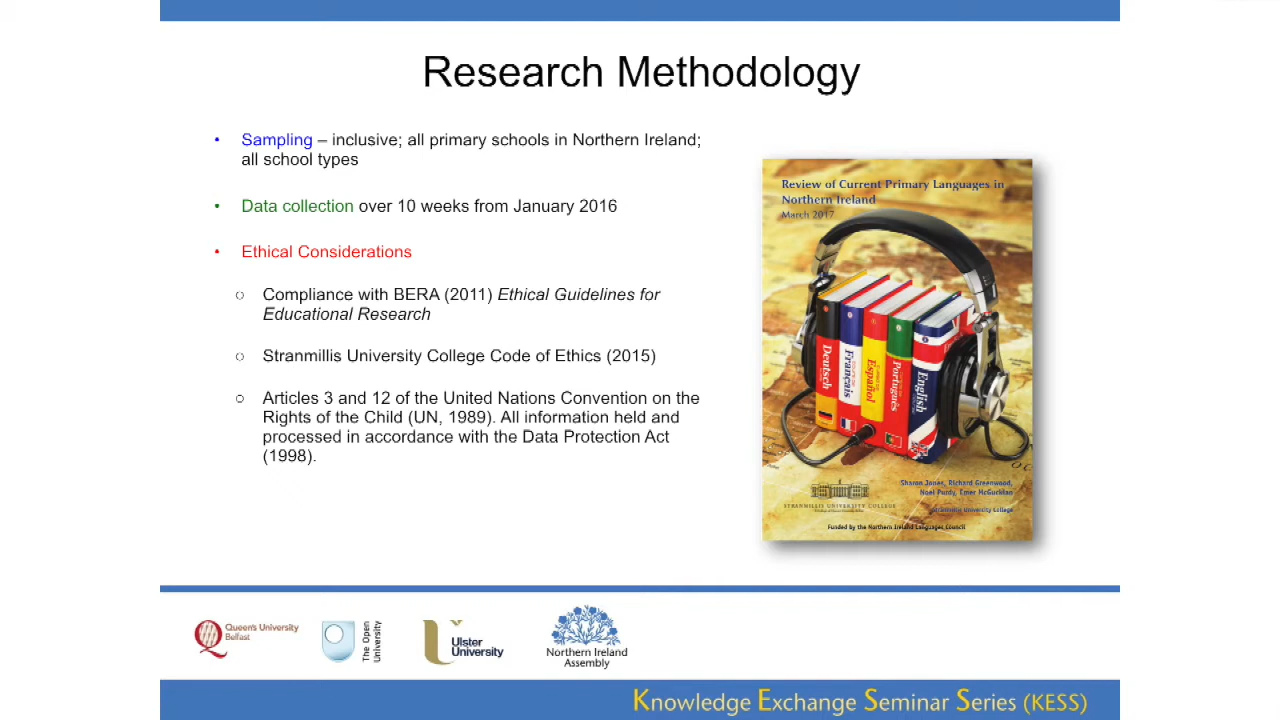 Research Methodology
• Sampling – inclusive; all primary schools in Northern Ireland;
all school types
• Data collection over 10 weeks from January 2016
• Ethical Considerations
○ Compliance with BERA (2011) Ethical Guidelines for
Educational Research
○ Stranmillis University College Code of Ethics (2015)
○ Articles 3 and 12 of the United Nations Convention on the
Rights of the Child (UN, 1989). All information held and
processed in accordance with the Data Protection Act
(1998).
Review of Current Primary Languages in
Northern Ireland
March 2017
Deutsch
Français
Español
Português
English
Sharon Jones, Richard Greenwood,
Noel Purdy, Emer McGuckian
Stranmillis University College
STRANMILLIS UNIVERSITY COLLEGE
Funded by the Northern Ireland Languages Council
Queen's University
Belfast
The Open
University
Ulster
University
Northern Ireland
Assembly
Knowledge Exchange Seminar Series (KESS)